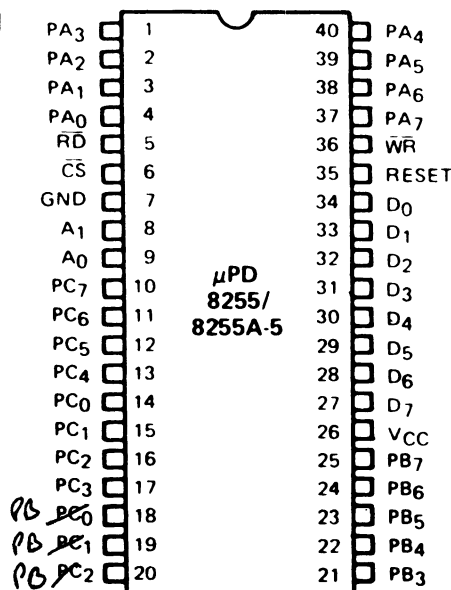 PA3 1 40 PA4
PA2 2 39 PA5
PA1 3 38 PA6
PA0 4 37 PA7
R̅D̅ 5 36 W̅R̅
C̅S̅ 6 35 RESET
GND 7 34 D0
A1 8 33 D1
A0 9 32 D2
PC7 10 31 D3
PC6 11 30 D4
PC5 12 29 D5
PC4 13 28 D6
PC0 14 27 D7
PC1 15 26 VCC
PC2 16 25 PB7
PC3 17 24 PB6
PB PC0 18 23 PB5
PB PC1 19 22 PB4
PB PC2 20 21 PB3
μPD
8255/
8255A-5